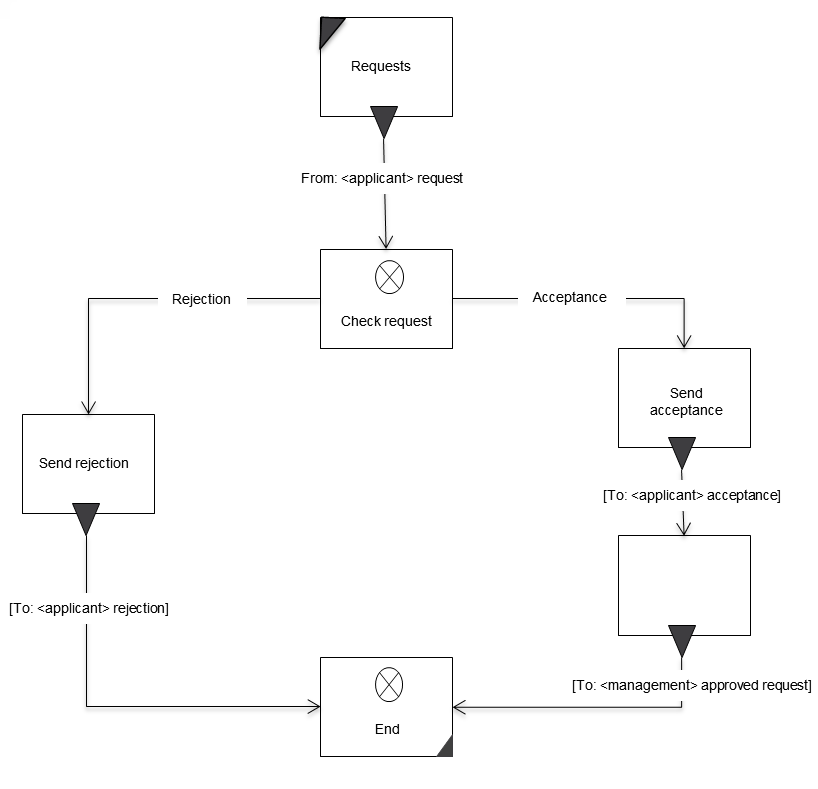 Requests
From: <applicant> request
Rejection
Acceptance
Check request
Send
acceptance
Send rejection
[To: <applicant> acceptance]
[To: <applicant> rejection]
[To: <management> approved request]
End